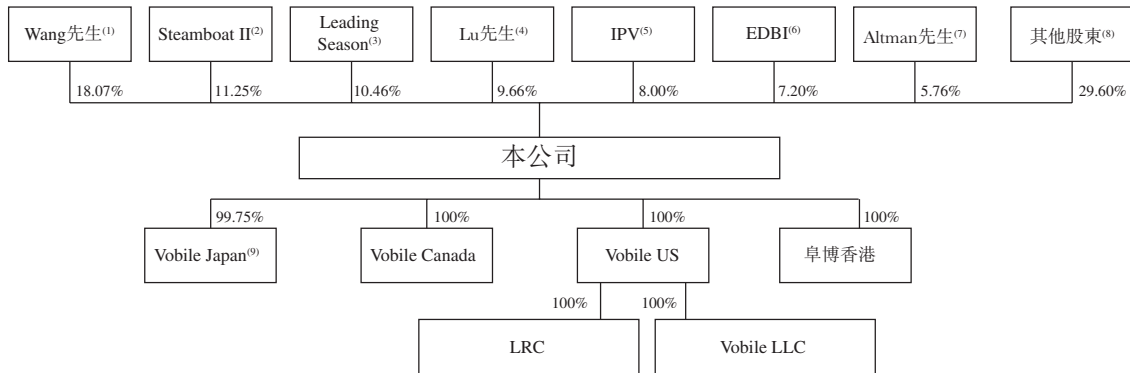 Wang先生(1)
Steamboat II(2)
Leading
Season(3)
Lu先生(4)
IPV(5)
EDBI(6)
Altman先生(7)
其他股東(8)
18.07%
11.25%
10.46%
9.66%
8.00%
7.20%
5.76%
29.60%
本公司
99.75%
100%
100%
100%
Vobile Japan(9)
Vobile Canada
Vobile US
阜博香港
100%
100%
LRC
Vobile LLC